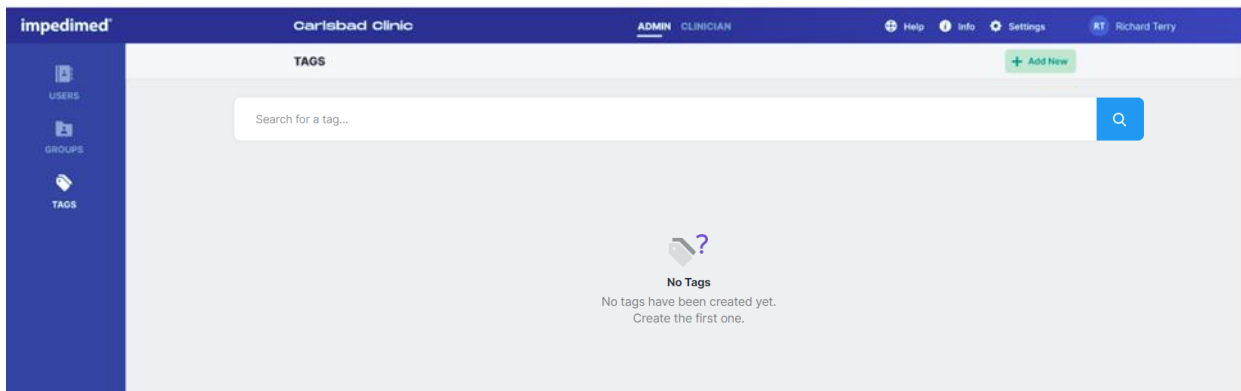 impedimed®
Carlsbad Clinic
ADMIN CLINICIAN
Help Info Settings
RT Richard Terry
TAGS
+ Add New
USERS
GROUPS
TAGS
Search for a tag...
?
No Tags
No tags have been created yet.
Create the first one.